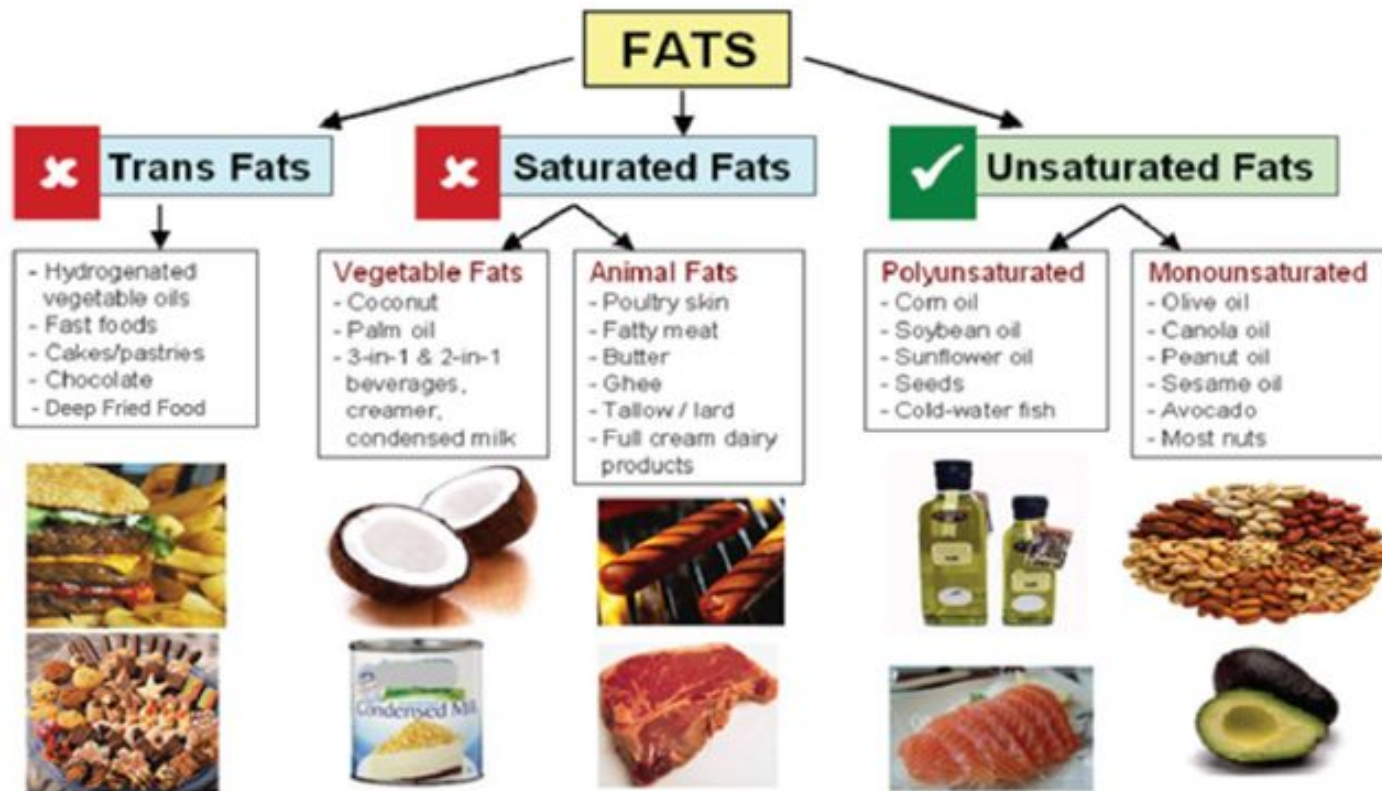 FATS
Trans Fats
Saturated Fats
Unsaturated Fats
- Hydrogenated
vegetable oils
- Fast foods
- Cakes/pastries
- Chocolate
- Deep Fried Food
Vegetable Fats
- Coconut
- Palm oil
- 3-in-1 & 2-in-1
beverages,
creamer,
condensed milk
Animal Fats
- Poultry skin
- Fatty meat
- Butter
- Ghee
- Tallow / lard
- Full cream dairy
products
Polyunsaturated
- Corn oil
- Soybean oil
- Sunflower oil
- Seeds
- Cold-water fish
Monounsaturated
- Olive oil
- Canola oil
- Peanut oil
- Sesame oil
- Avocado
- Most nuts
Condensed Milk